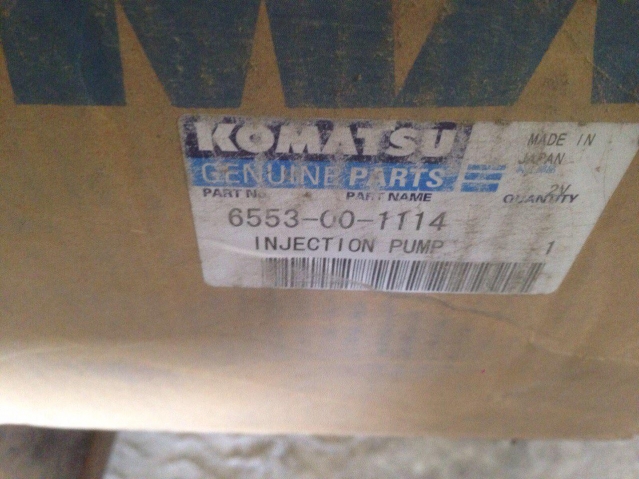 KOMATSU
GENUINE PARTS
MADE IN
JAPAN
PART No. PART NAME QUANTITY
6553-00-1114
INJECTION PUMP 1